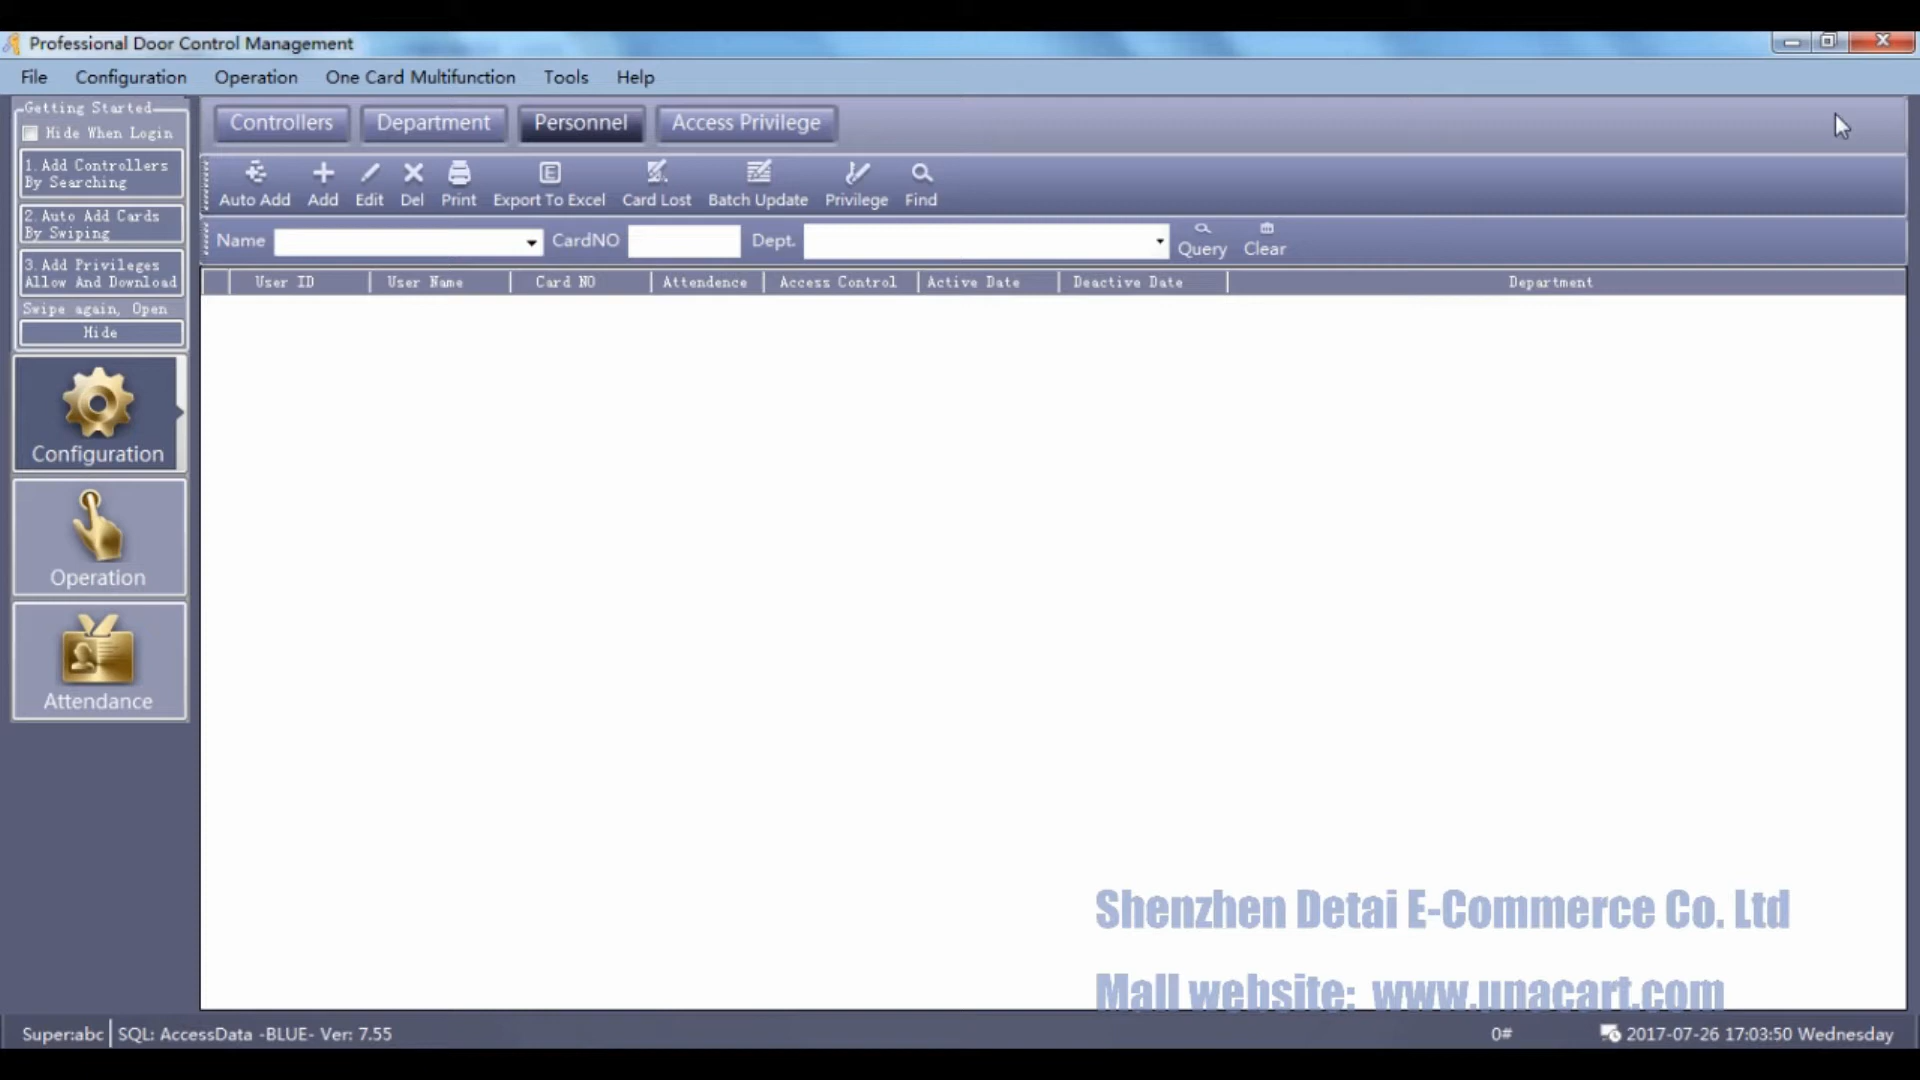 Professional Door Control Management
File Configuration Operation One Card Multifunction Tools Help
Getting Started
Hide When Login
1.Add Controllers
By Searching
2.Auto Add Cards
By Swiping
3.Add Privileges
Allow And Download
Swipe again, Open
Hide
Configuration
Operation
Attendance
Controllers Department Personnel Access Privilege
Auto Add Add Edit Del Print Export To Excel Card Lost Batch Update Privilege Find
Name CardNO Dept. Query Clear
User ID User Name Card NO Attendence Access Control Active Date Deactive Date Department
Shenzhen Detai E-Commerce Co. Ltd
Mall website: www.unacart.com
Super:abc SQL: AccessData -BLUE- Ver: 7.55 0# 2017-07-26 17:03:50 Wednesday